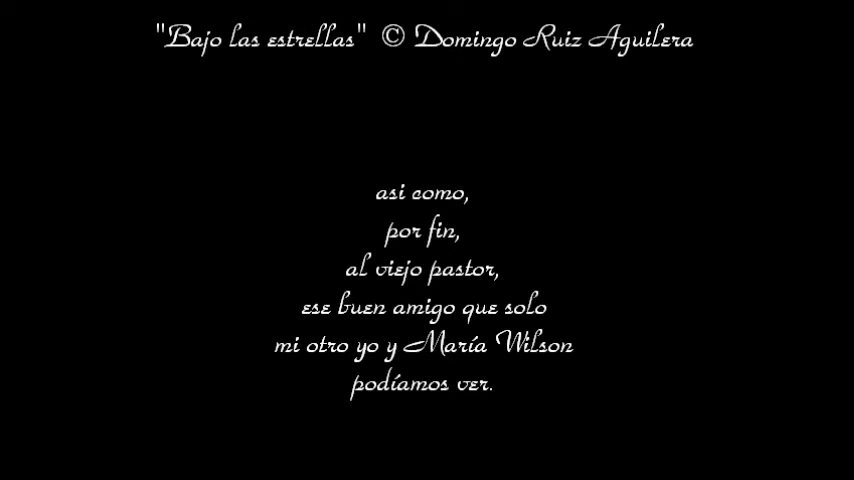 "Bajo las estrellas" © Domingo Ruiz Aguilera
asi como,
por fin,
al viejo pastor,
ese buen amigo que solo
mi otro yo y María Wilson
podíamos ver.